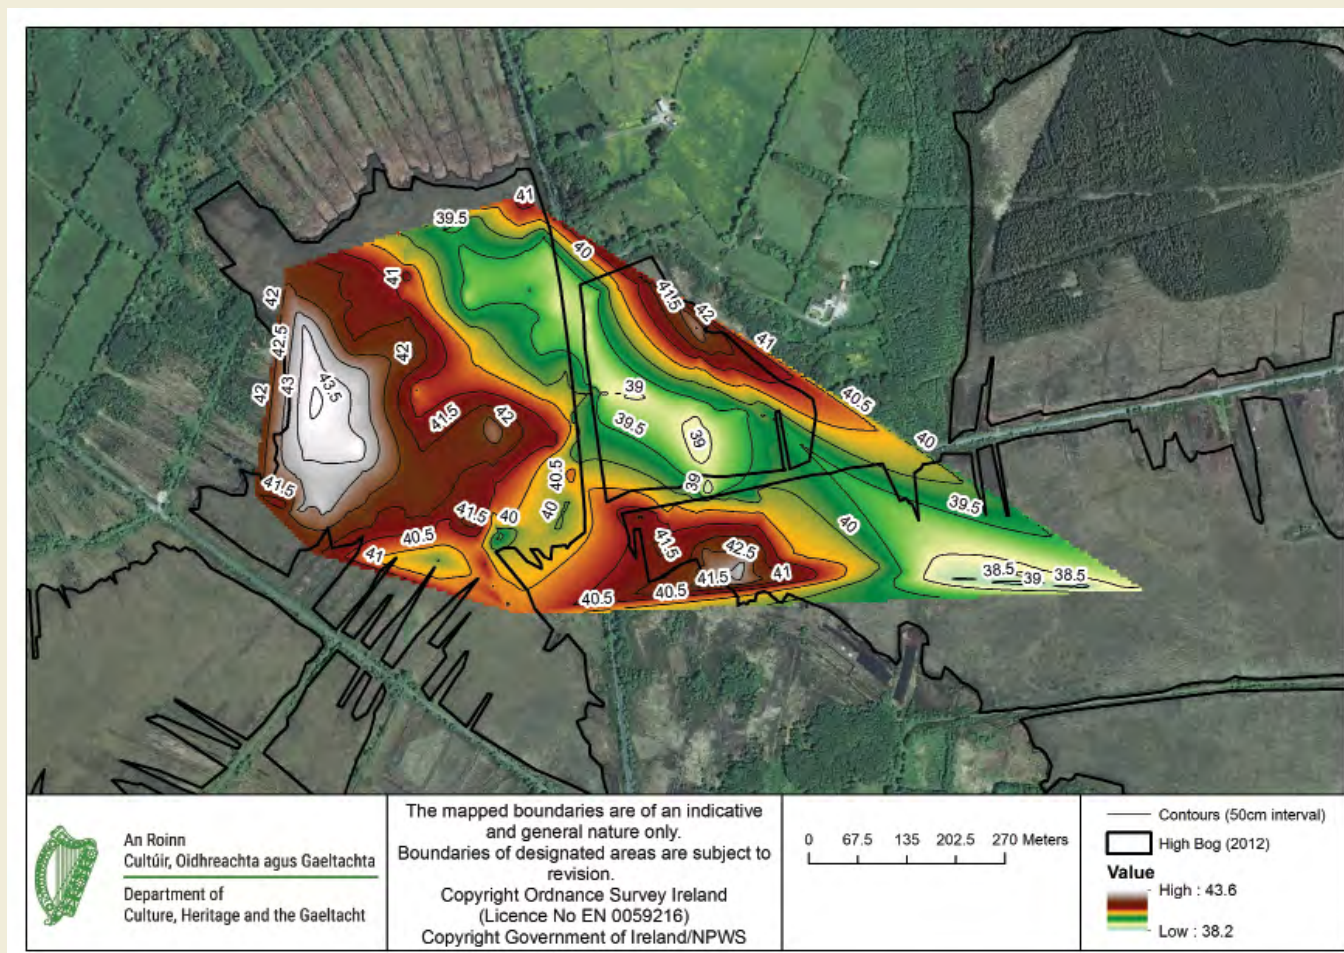 41
39.5
40
41
42
41.5
42
41
42.5
42
42
43
43.5
39
40.5
41.5
42
39.5
39
40
40.5
39
41.5
40
40
39.5
41.5
40
40.5
41
41.5
42.5
41.5
41
38.5
39
38.5
40.5
40.5
An Roinn
Cultúir, Oidhreachta agus Gaeltachta
Department of
Culture, Heritage and the Gaeltacht
The mapped boundaries are of an indicative
and general nature only.
Boundaries of designated areas are subject to
revision.
Copyright Ordnance Survey Ireland
(Licence No EN 0059216)
Copyright Government of Ireland/NPWS
0 67.5 135 202.5 270 Meters
Contours (50cm interval)
High Bog (2012)
Value
High : 43.6
Low : 38.2